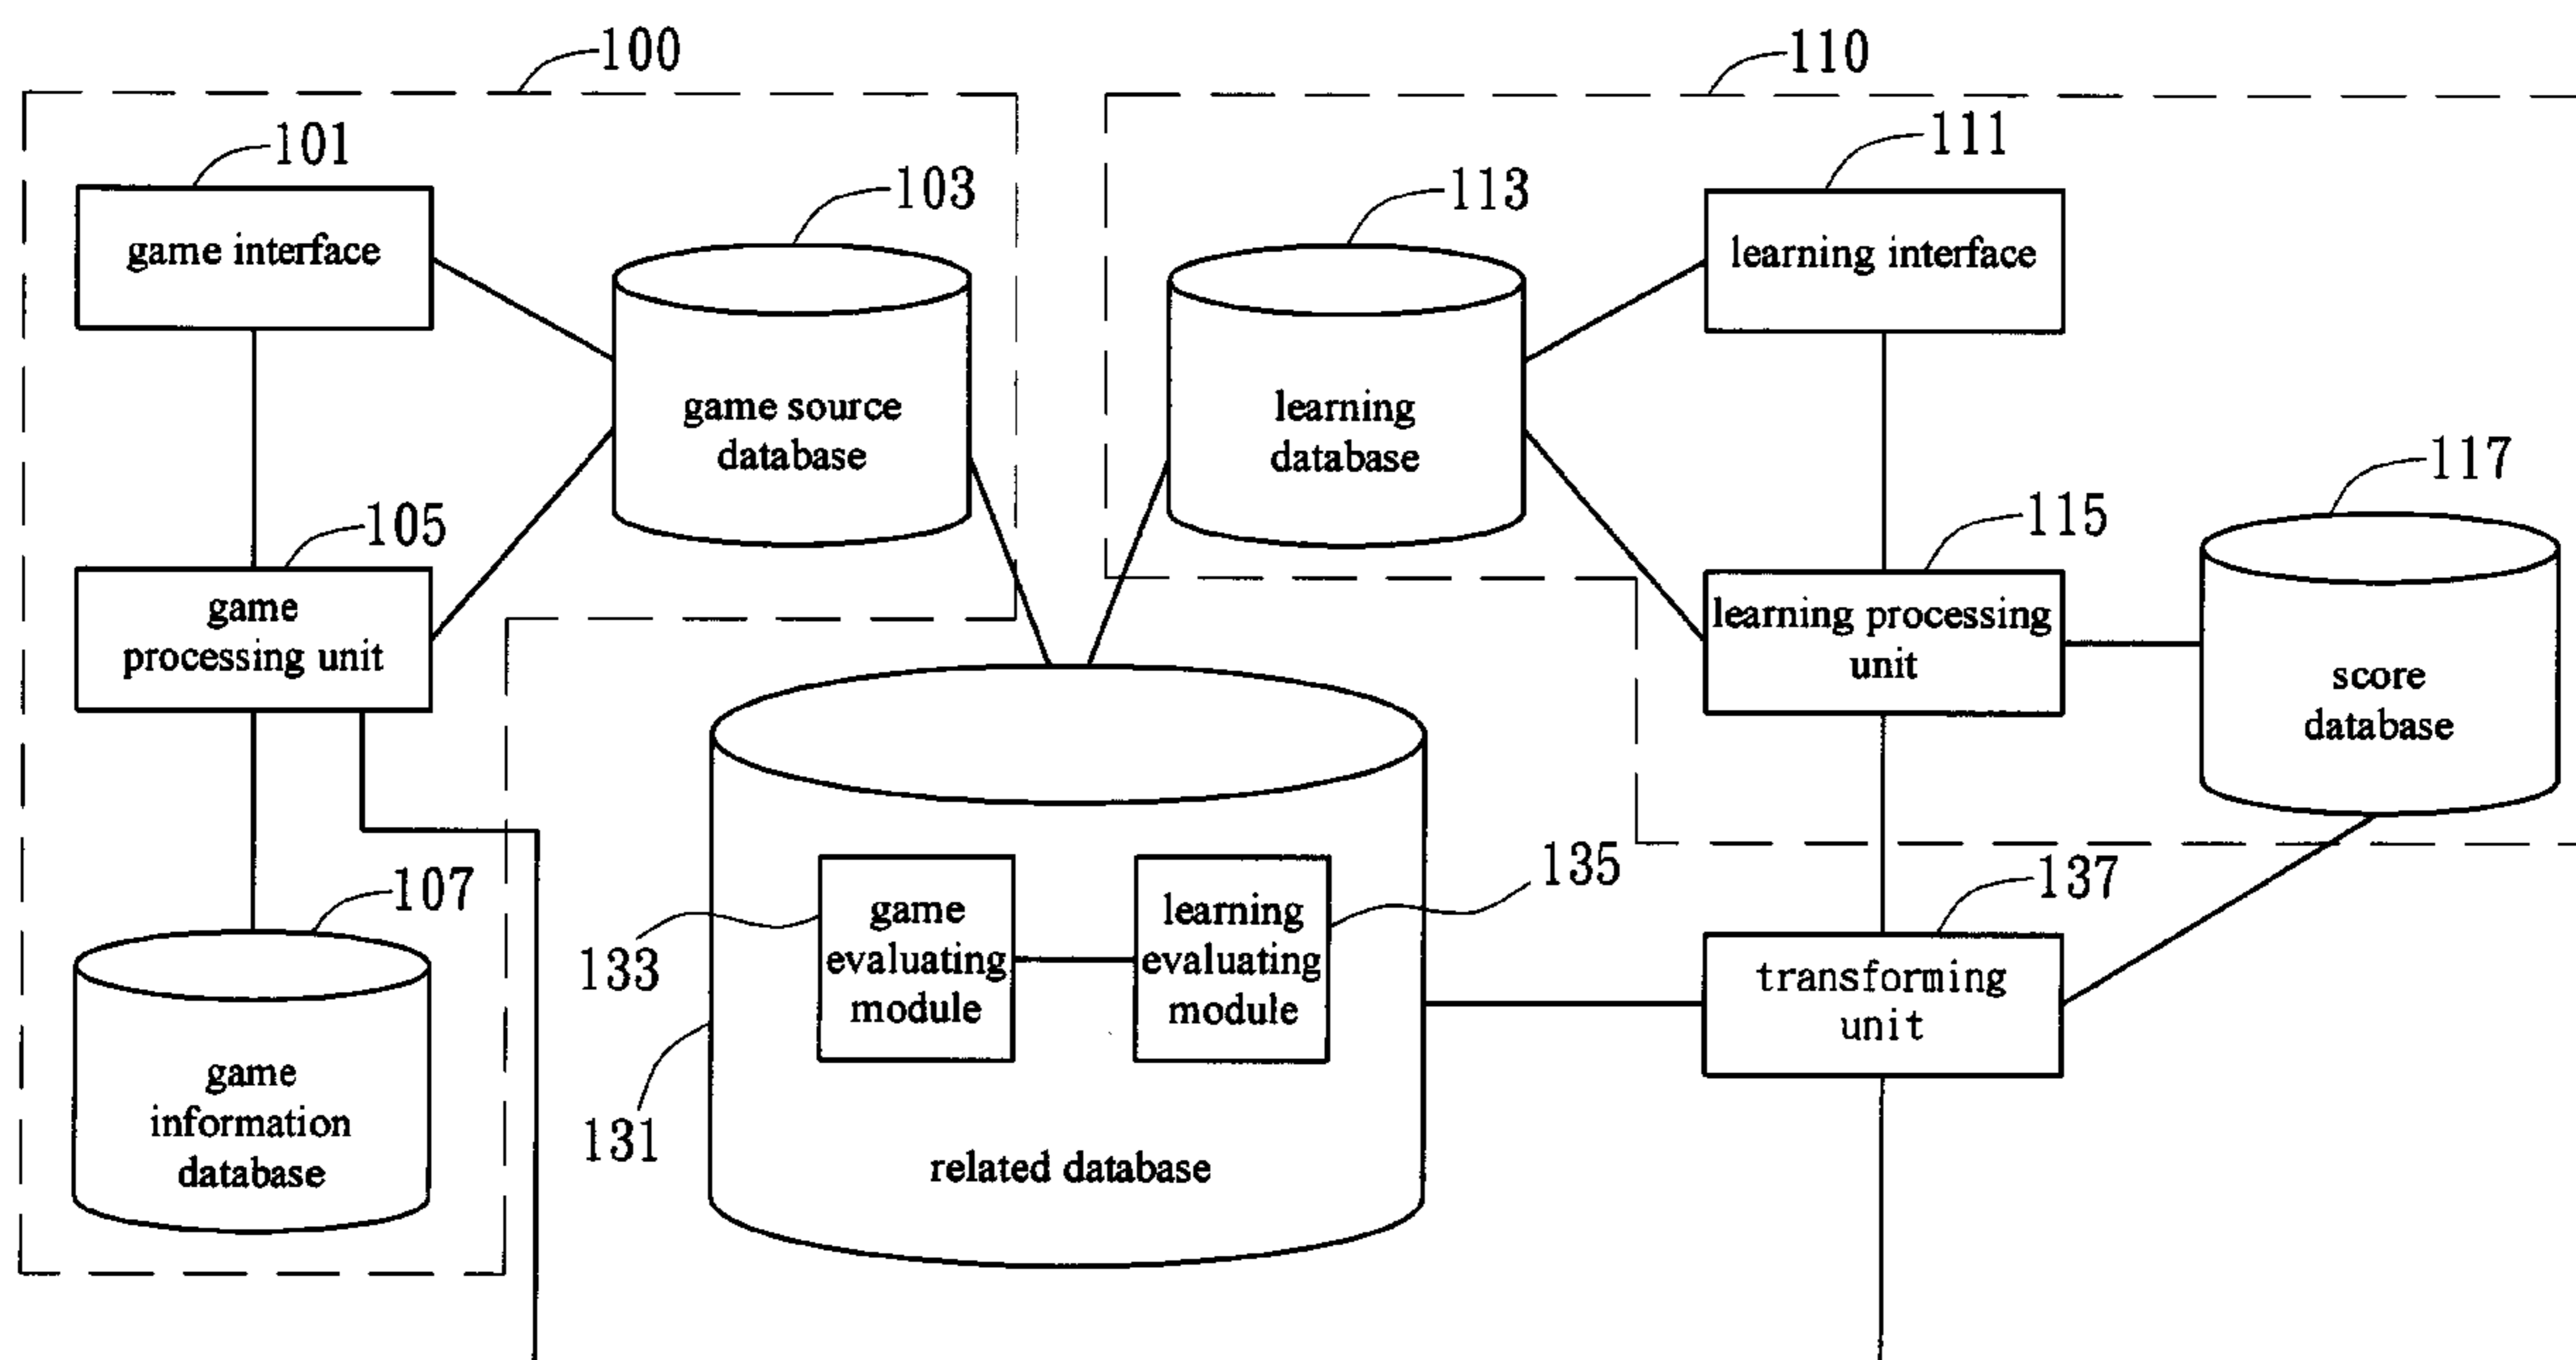 100
110
101
game interface
103
game source
database
113
learning
database
111
learning interface
105
game
processing unit
115
learning processing
unit
117
score
database
107
game
information
database
133
game
evaluating
module
135
learning
evaluating
module
131
related database
137
transforming
unit